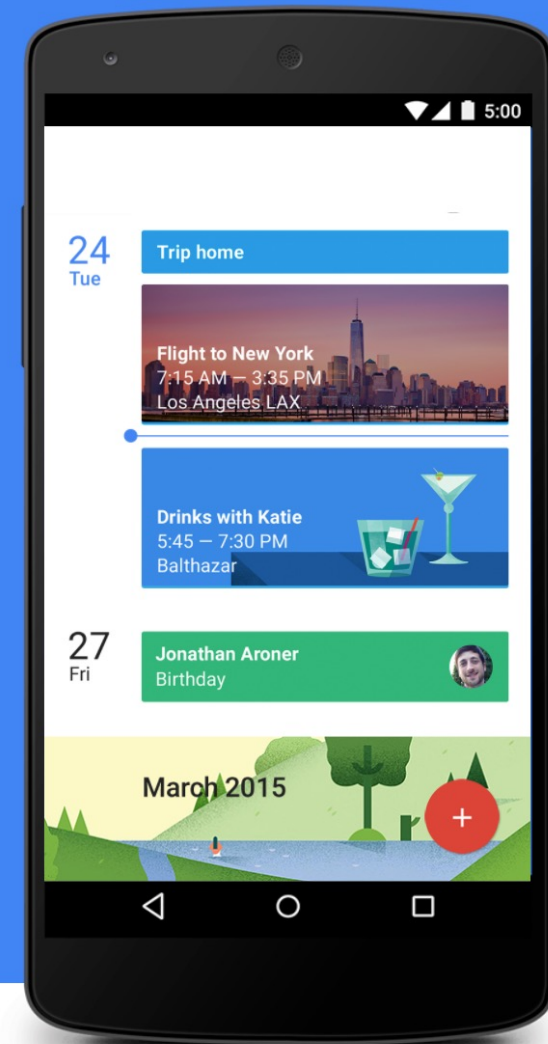 5:00
24
Tue
Trip home
Flight to New York
7:15 AM — 3:35 PM
Los Angeles LAX
Drinks with Katie
5:45 — 7:30 PM
Balthazar
27
Fri
Jonathan Aroner
Birthday
March 2015
+